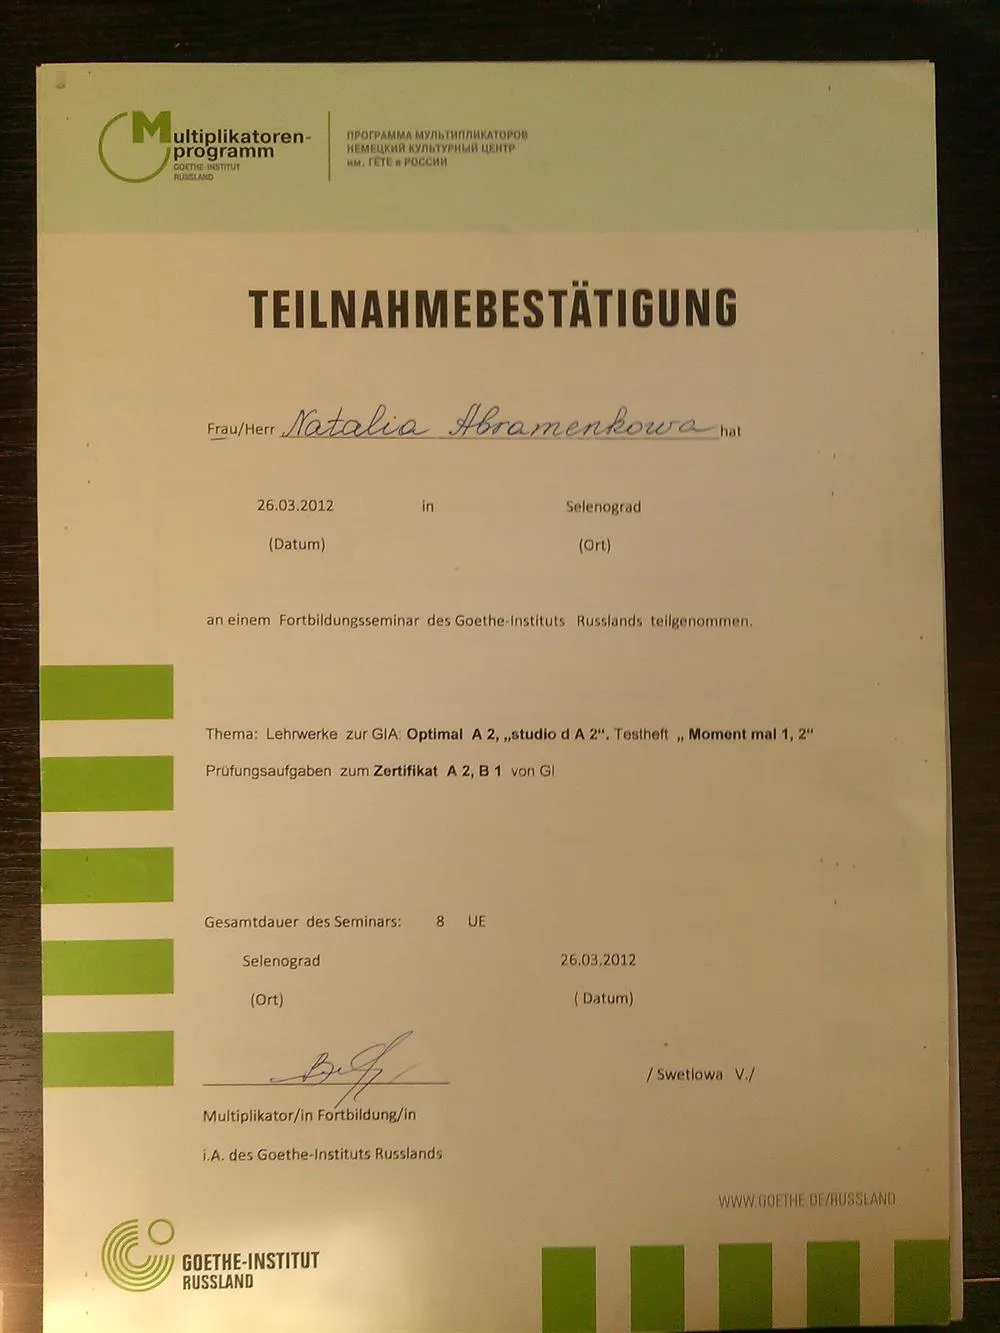 Multiplikatoren-
programm
GOETHE-INSTITUT
RUSSLAND
ПРОГРАММА МУЛЬТИПЛИКАТОРОВ
НЕМЕЦКИЙ КУЛЬТУРНЫЙ ЦЕНТР
им. ГЁТЕ в РОССИИ
TEILNAHMEBESTÄTIGUNG
Frau/Herr Natalia Abramenkowa hat
26.03.2012 in Selenograd
(Datum) (Ort)
an einem Fortbildungsseminar des Goethe-Instituts Russlands teilgenommen.
Thema: Lehrwerke zur GIA: Optimal A 2, „studio d A 2“. Testheft „ Moment mal 1, 2“
Prüfungsaufgaben zum Zertifikat A 2, B 1 von GI
Gesamtdauer des Seminars: 8 UE
Selenograd 26.03.2012
(Ort) ( Datum)
/ Swetlowa V./
Multiplikator/in Fortbildung/in
i.A. des Goethe-Instituts Russlands
WWW.GOETHE.DE/RUSSLAND
GOETHE-INSTITUT
RUSSLAND